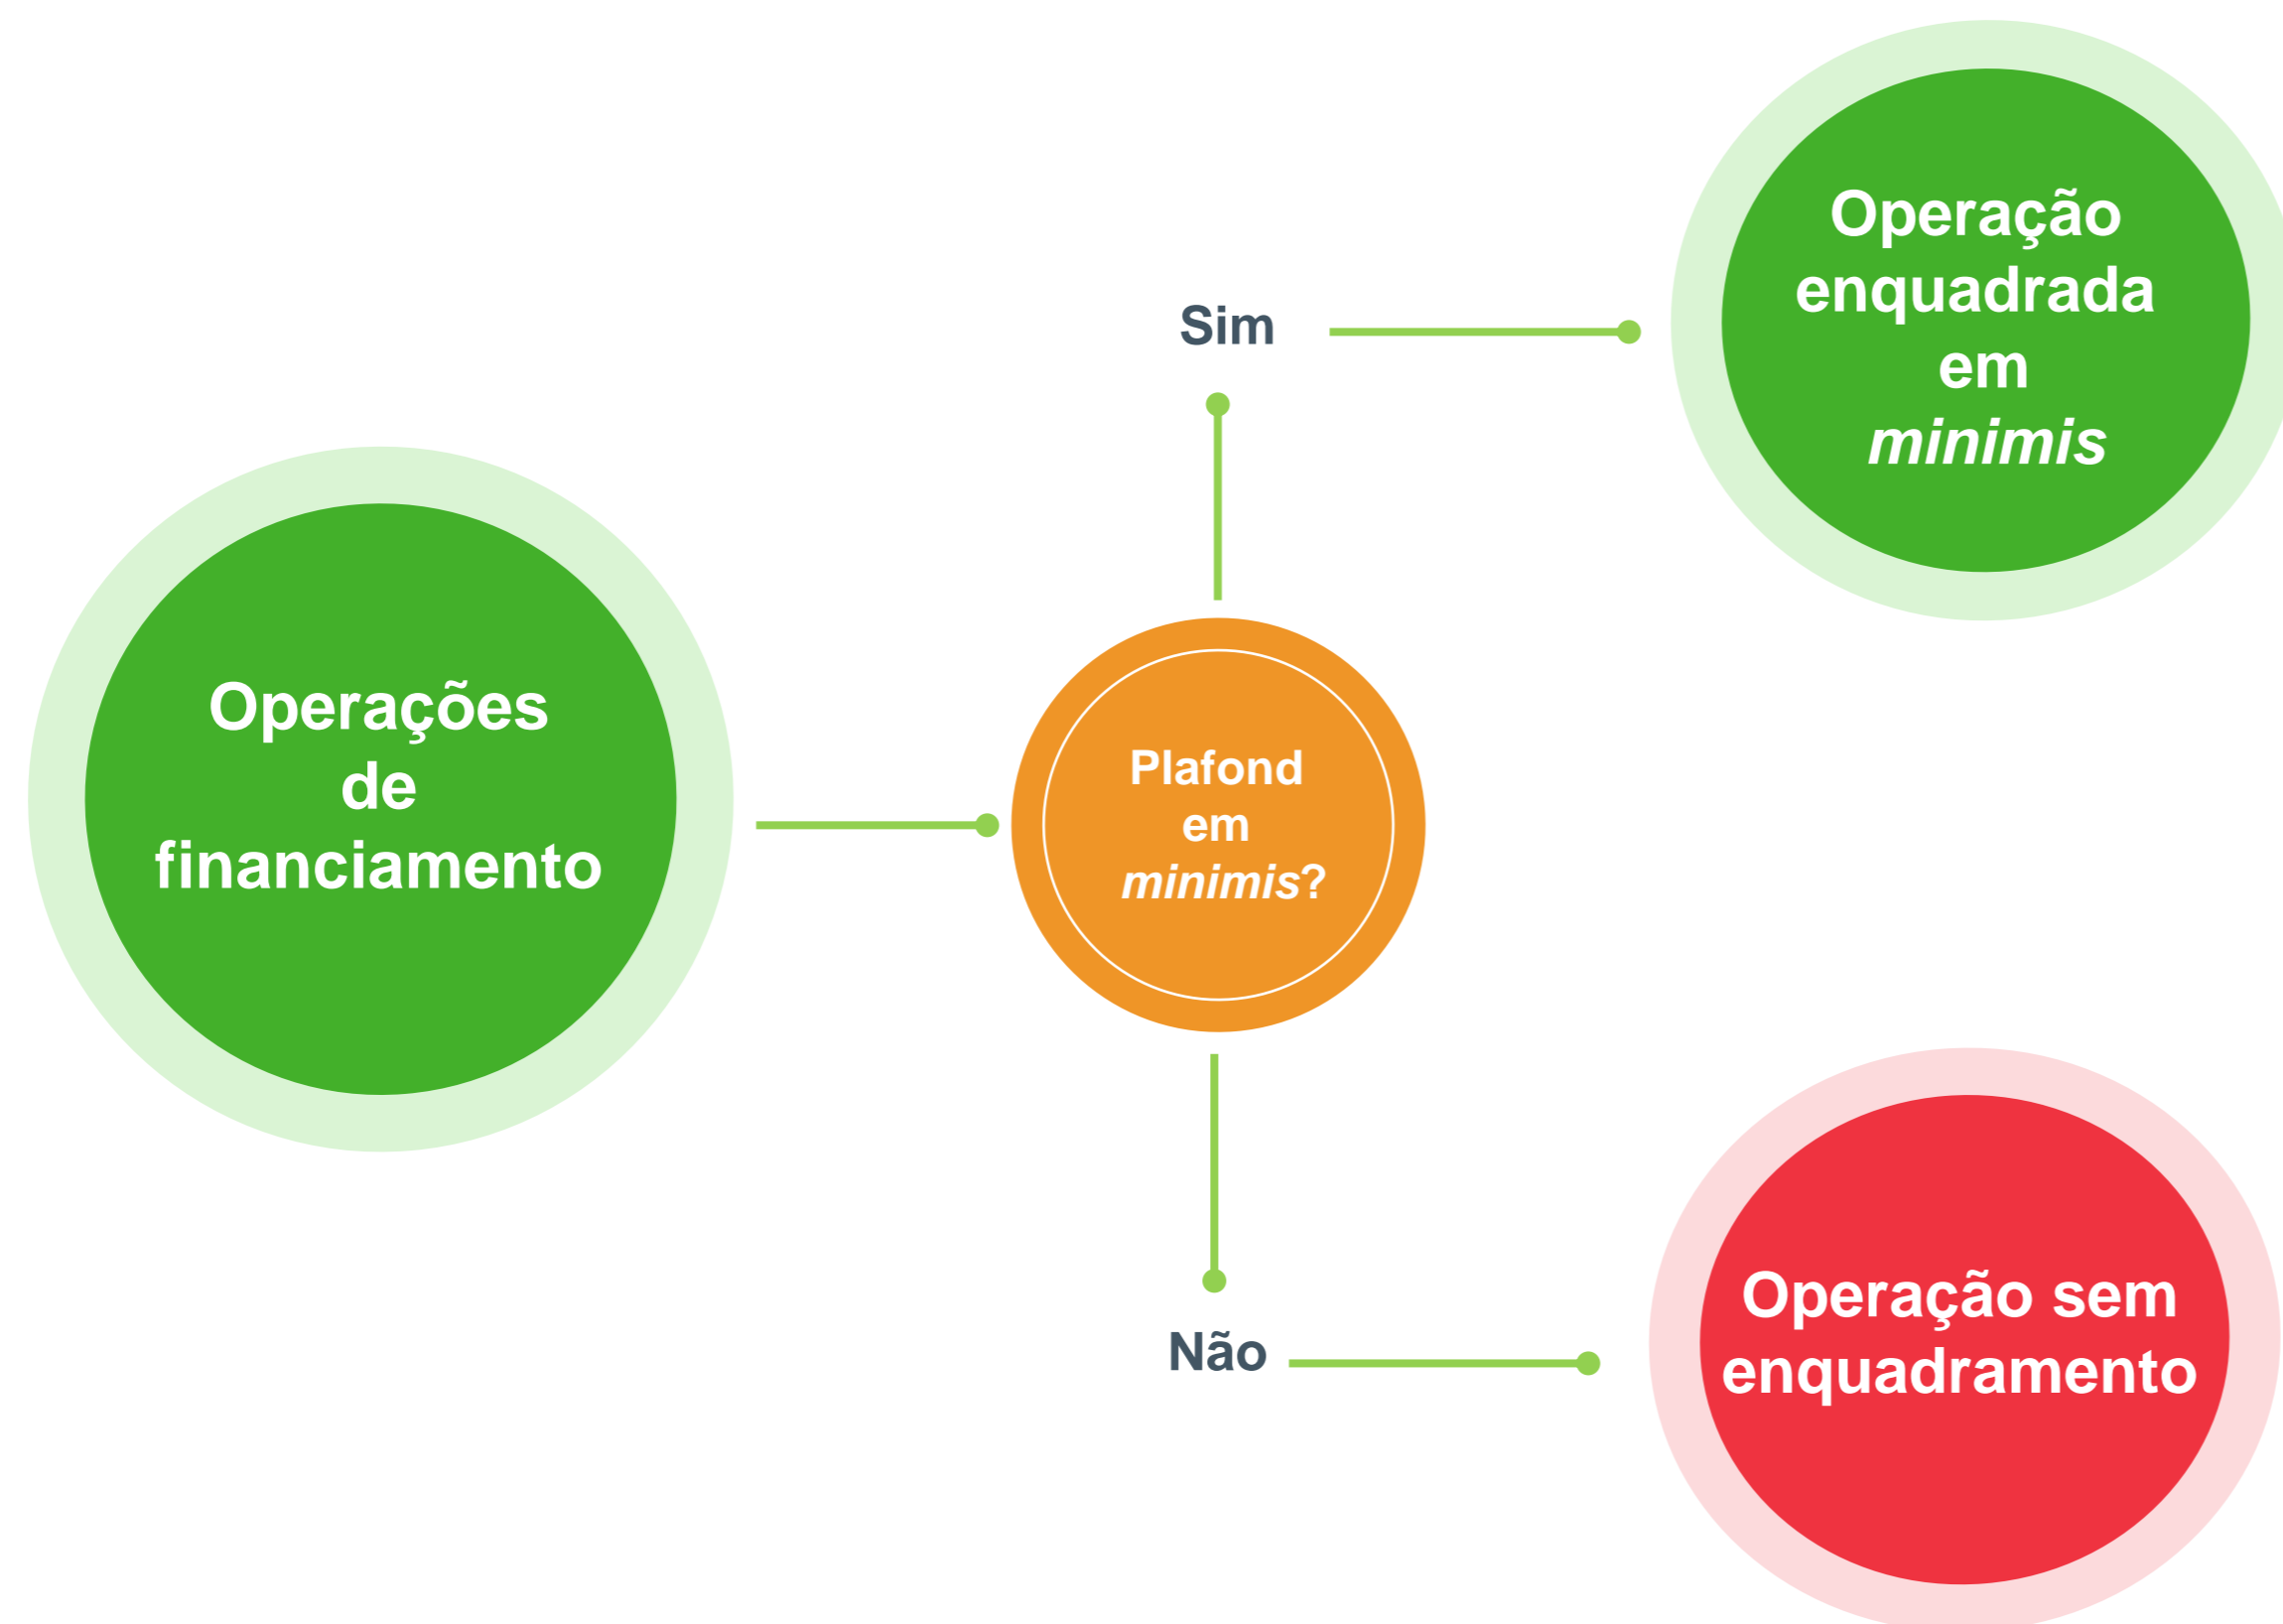 Operações
de
financiamento
Plafond
em
minimis?
Sim
Operação
enquadrada
em
minimis
Não
Operação sem
enquadramento